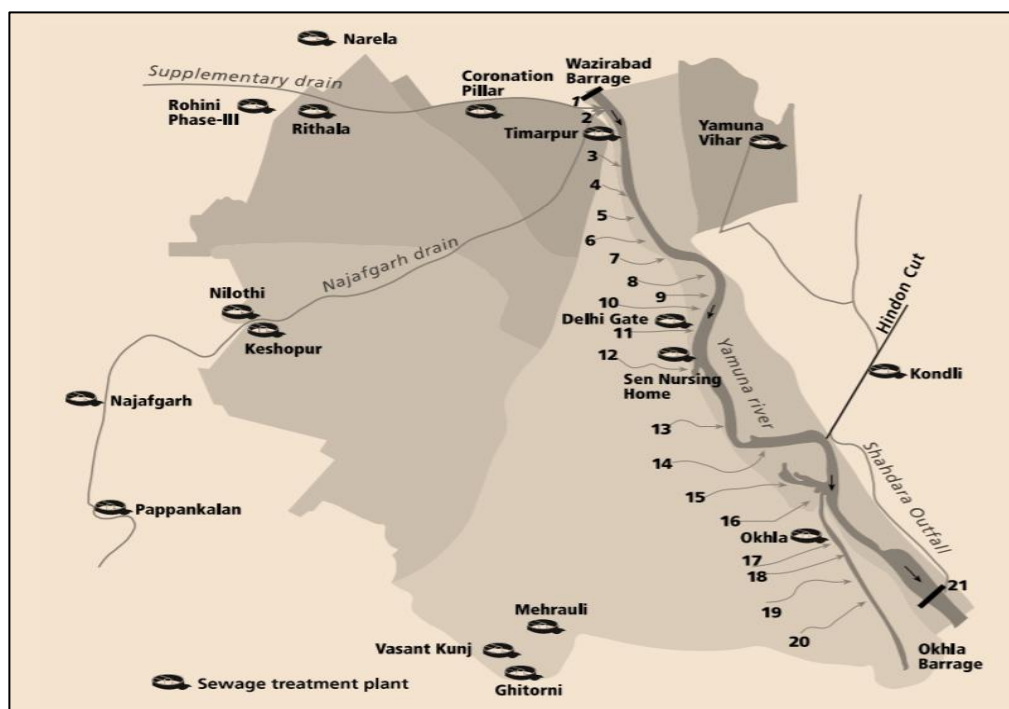 Narela
Supplementary drain
Coronation
Pillar
Wazirabad
Barrage
Rohini
Phase-III
Rithala
1
2
Timarpur
Yamuna
Vihar
3
4
5
6
7
8
9
10
Delhi Gate
11
12
Sen Nursing
Home
Najafgarh drain
Nilothi
Keshopur
Yamuna river
Hindon Cut
Kondli
Najafgarh
13
14
15
16
Pappankalan
Okhla
17
18
19
20
Shahdara Outfall
21
Mehrauli
Vasant Kunj
Ghitorni
Okhla
Barrage
Sewage treatment plant